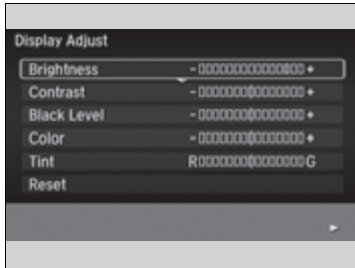 Display Adjust
Brightness - +
Contrast - +
Black Level - +
Color - +
Tint R G
Reset